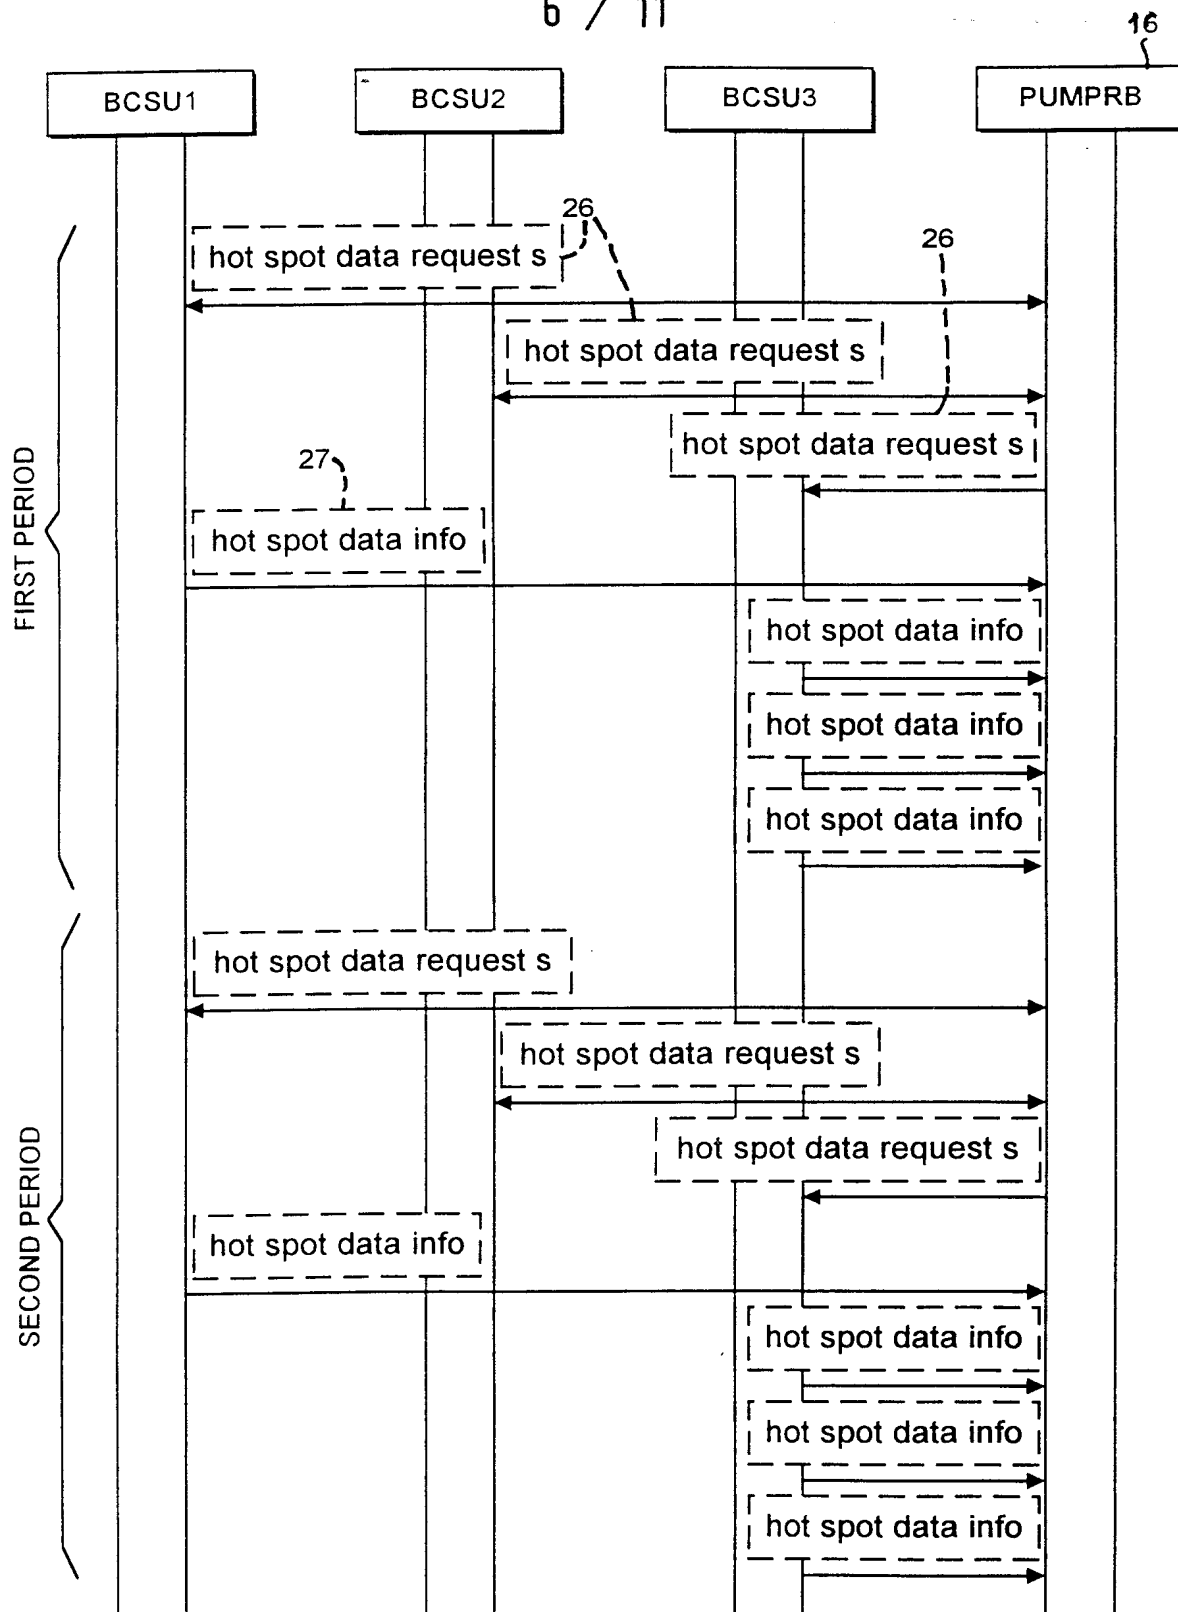 6 / 11
16
BCSU1
BCSU2
BCSU3
PUMPRB
26
hot spot data request s
26
hot spot data request s
hot spot data request s
27
hot spot data info
FIRST PERIOD
hot spot data info
hot spot data info
hot spot data info
hot spot data request s
hot spot data request s
hot spot data request s
SECOND PERIOD
hot spot data info
hot spot data info
hot spot data info
hot spot data info